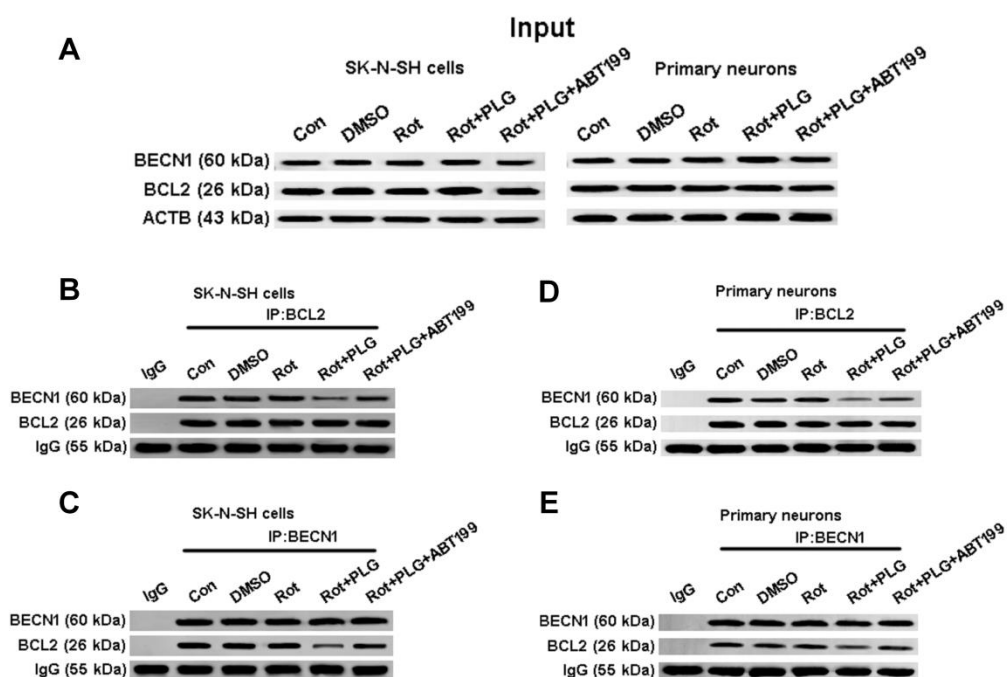 Input
A
SK-N-SH cells
Primary neurons
Con DMSO Rot Rot+PLG Rot+PLG+ABT199
Con DMSO Rot Rot+PLG Rot+PLG+ABT199
BECN1 (60 kDa)
BCL2 (26 kDa)
ACTB (43 kDa)
B
SK-N-SH cells
IP:BCL2
IgG Con DMSO Rot Rot+PLG Rot+PLG+ABT199
BECN1 (60 kDa)
BCL2 (26 kDa)
IgG (55 kDa)
D
Primary neurons
IP:BCL2
IgG Con DMSO Rot Rot+PLG Rot+PLG+ABT199
BECN1 (60 kDa)
BCL2 (26 kDa)
IgG (55 kDa)
C
SK-N-SH cells
IP:BECN1
IgG Con DMSO Rot Rot+PLG Rot+PLG+ABT199
BECN1 (60 kDa)
BCL2 (26 kDa)
IgG (55 kDa)
E
Primary neurons
IP:BECN1
IgG Con DMSO Rot Rot+PLG Rot+PLG+ABT199
BECN1 (60 kDa)
BCL2 (26 kDa)
IgG (55 kDa)